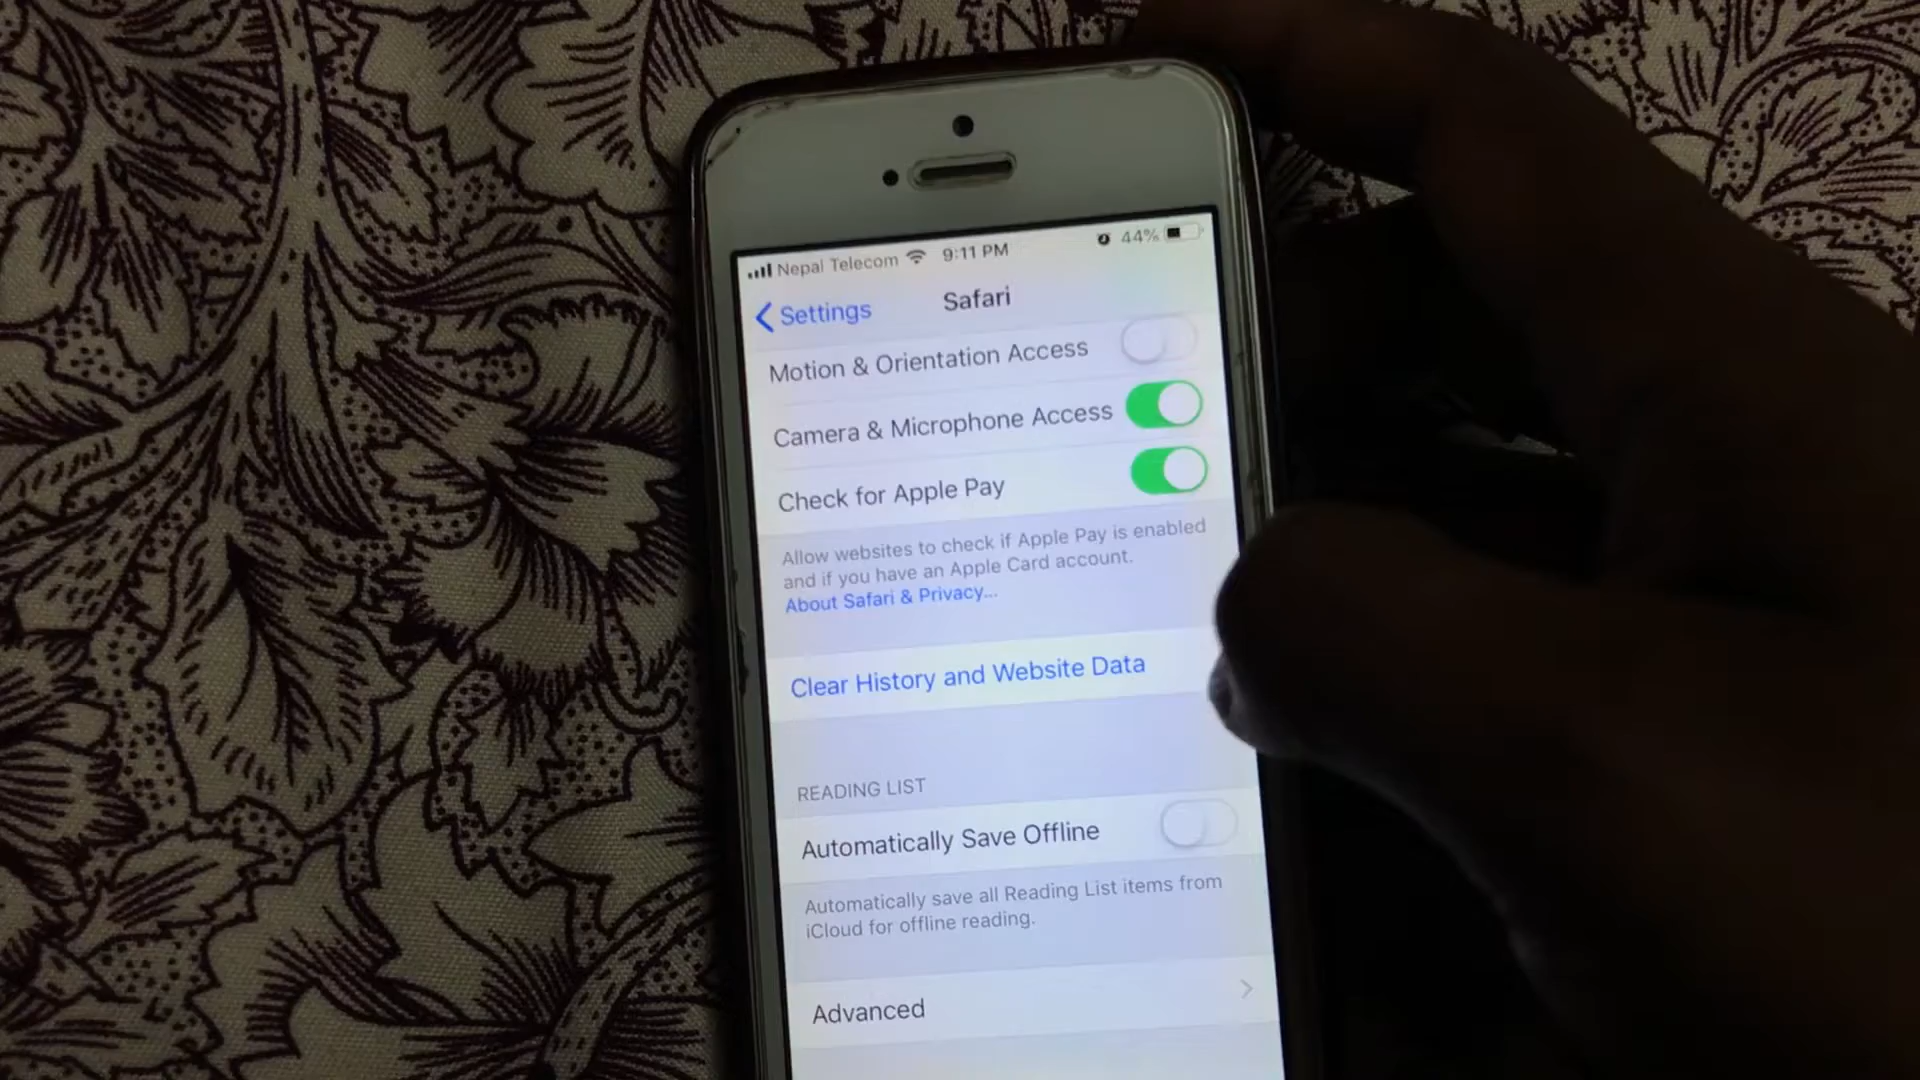 Nepal Telecom 9:11 PM 44%
Settings Safari
Motion & Orientation Access
Camera & Microphone Access
Check for Apple Pay
Allow websites to check if Apple Pay is enabled
and if you have an Apple Card account.
About Safari & Privacy...
Clear History and Website Data
READING LIST
Automatically Save Offline
Automatically save all Reading List items from
iCloud for offline reading.
Advanced